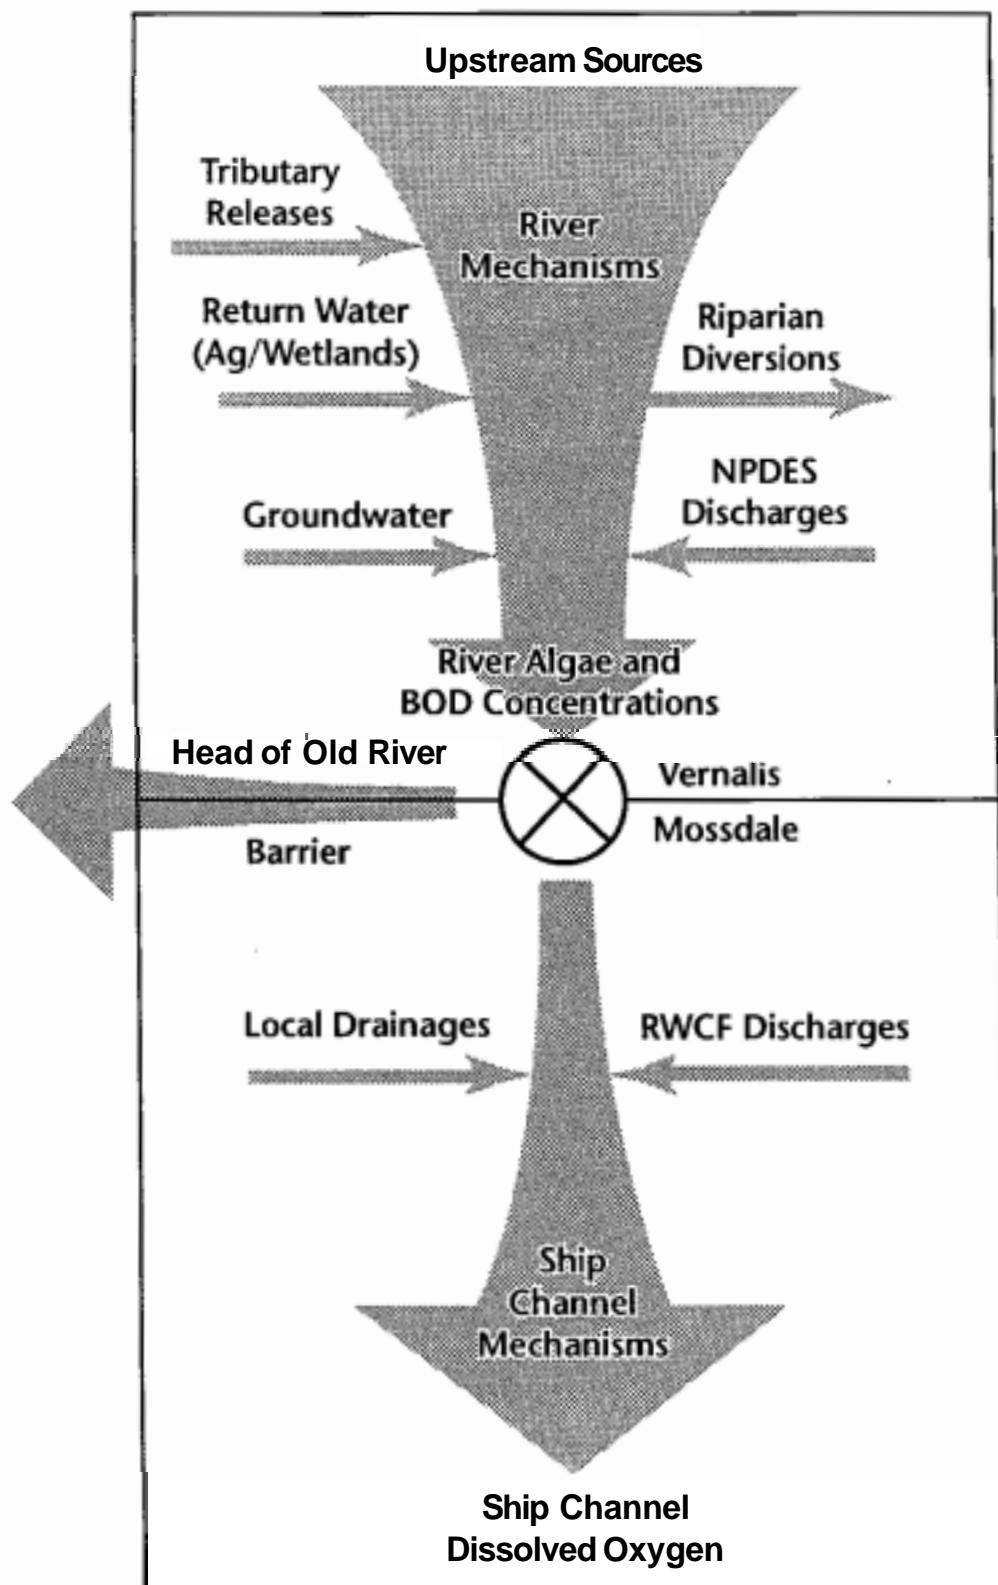 Upstream Sources
Tributary
Releases
River
Mechanisms
Return Water
(Ag/Wetlands)
Riparian
Diversions
NPDES
Discharges
Groundwater
River Algae and
BOD Concentrations
Head of Old River
Vernalis
Mossdale
Barrier
Local Drainages
RWCF Discharges
Ship
Channel
Mechanisms
Ship Channel
Dissolved Oxygen